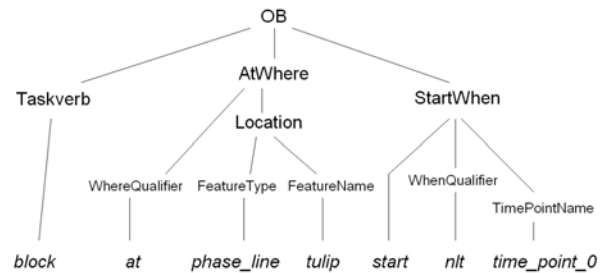 OB
AtWhere
Taskverb
StartWhen
Location
WhereQualifier FeatureType FeatureName
WhenQualifier
TimePointName
block at phase_line tulip start nlt time_point_0